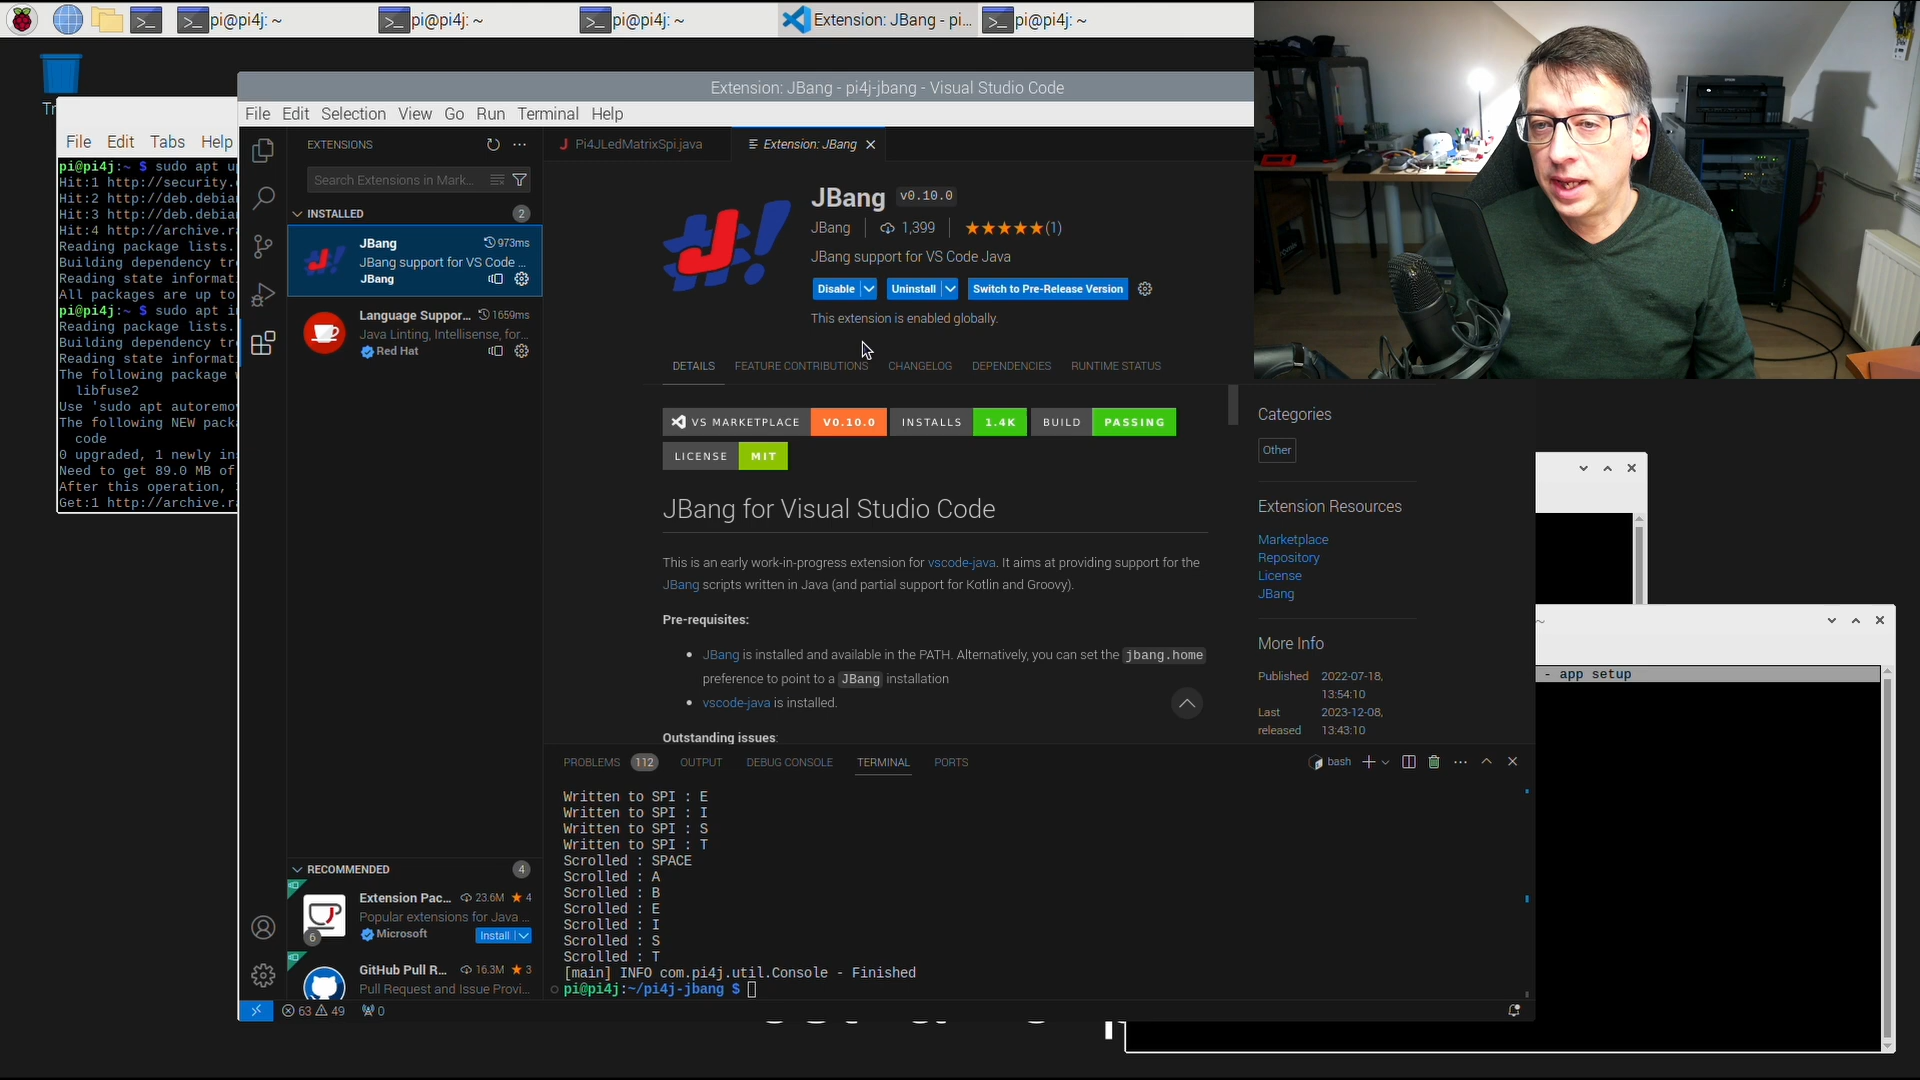 pi@pi4j: ~
pi@pi4j: ~
pi@pi4j: ~
Extension: JBang - pi...
pi@pi4j: ~
Extension: JBang - pi4j-jbang - Visual Studio Code
File Edit Selection View Go Run Terminal Help
File Edit Tabs Help
pi@pi4j:~ $ sudo apt up
Hit:1 http://security.
Hit:2 http://deb.debia
Hit:3 http://deb.debia
Hit:4 http://archive.ra
Reading package lists.
Building dependency tr
Reading state informat
All packages are up to
pi@pi4j:~ $ sudo apt i
Reading package lists.
Building dependency tr
Reading state informat
The following package
libfuse2
Use 'sudo apt autoremo
The following NEW packa
code
0 upgraded, 1 newly in
Need to get 89.0 MB of
After this operation,
Get:1 http://archive.ra
EXTENSIONS
Search Extensions in Mark...
INSTALLED 2
JBang 973ms
JBang support for VS Code ...
JBang
Language Suppor... 1659ms
Java Linting, Intellisense, for...
Red Hat
RECOMMENDED 4
Extension Pac... 23.6M 4
Popular extensions for Java ...
6 Microsoft Install
GitHub Pull R... 16.3M 3
Pull Request and Issue Provi...
Pi4JLedMatrixSpi.java
Extension: JBang
JBang v0.10.0
JBang 1,399 (1)
JBang support for VS Code Java
Disable Uninstall Switch to Pre-Release Version
This extension is enabled globally.
DETAILS FEATURE CONTRIBUTIONS CHANGELOG DEPENDENCIES RUNTIME STATUS
VS MARKETPLACE V0.10.0 INSTALLS 1.4K BUILD PASSING
LICENSE MIT
JBang for Visual Studio Code
This is an early work-in-progress extension for vscode-java. It aims at providing support for the
JBang scripts written in Java (and partial support for Kotlin and Groovy).
Pre-requisites:
JBang is installed and available in the PATH. Alternatively, you can set the jbang.home
preference to point to a JBang installation
vscode-java is installed.
Outstanding issues:
Categories
Other
Extension Resources
Marketplace
Repository
License
JBang
More Info
Published 2022-07-18,
13:54:10
Last 2023-12-08,
released 13:43:10
- app setup
PROBLEMS 112 OUTPUT DEBUG CONSOLE TERMINAL PORTS
bash
Written to SPI : E
Written to SPI : I
Written to SPI : S
Written to SPI : T
Scrolled : SPACE
Scrolled : A
Scrolled : B
Scrolled : E
Scrolled : I
Scrolled : S
Scrolled : T
[main] INFO com.pi4j.util.Console - Finished
pi@pi4j:~/pi4j-jbang $
63 49 0